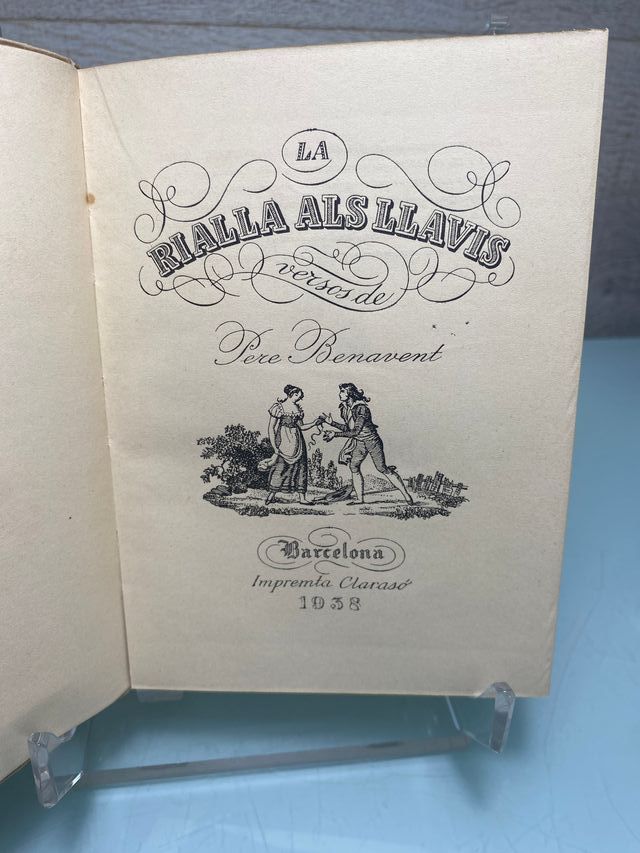 LA
RIALLA ALS LLAVIS
versos de
Pere Benavent
Barcelona
Impremta Clarasó
1938